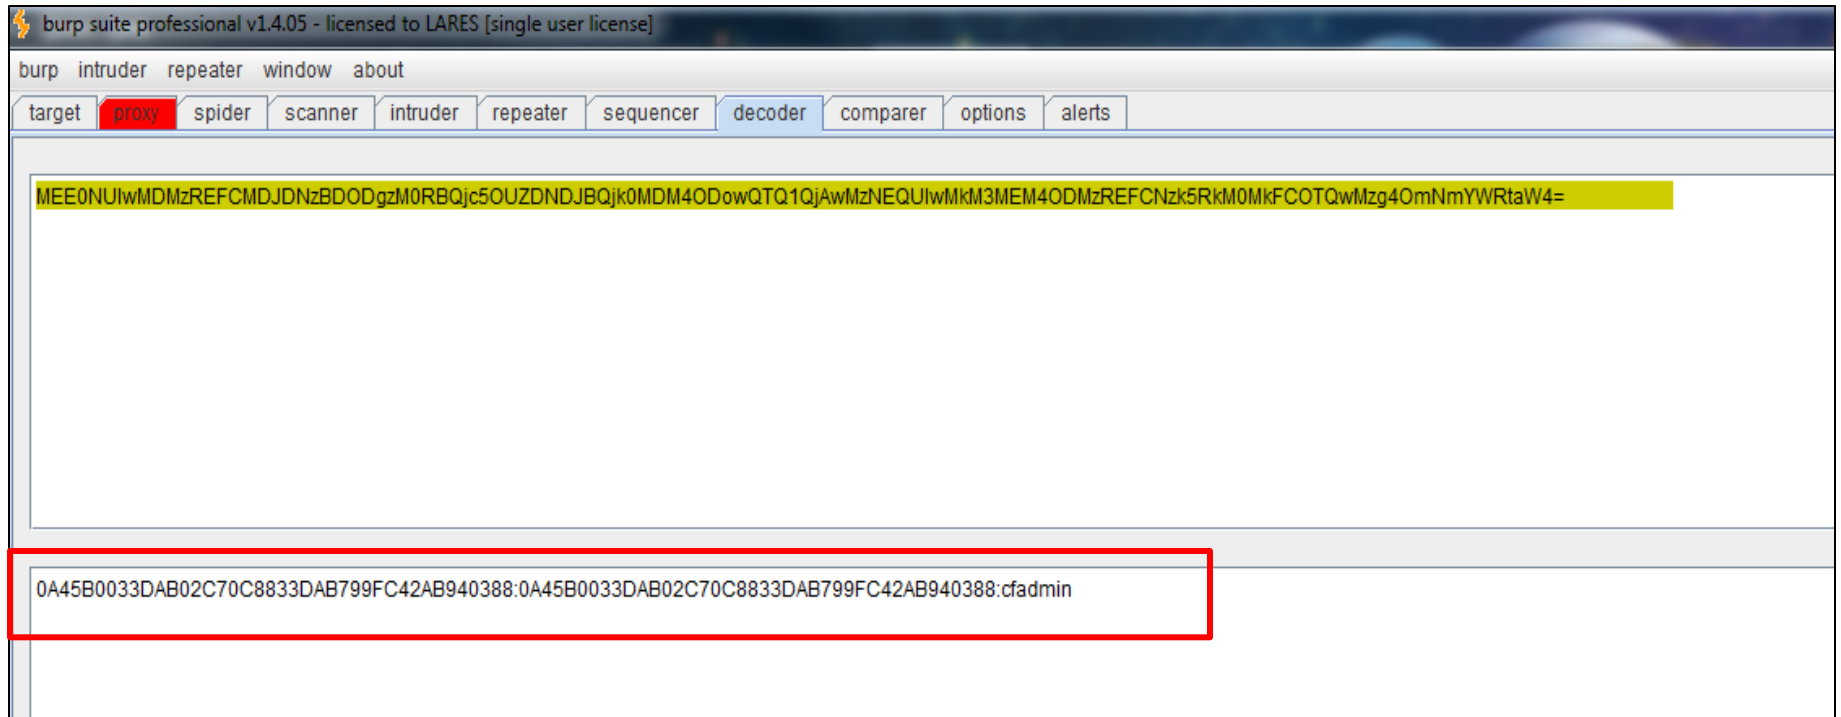 burp suite professional v1.4.05 - licensed to LARES [single user license]
burp intruder repeater window about
target proxy spider scanner intruder repeater sequencer decoder comparer options alerts
MEE0NUIwMDMzREFCMDJDNzBDODgzM0RBQjc5OUZDNDJBQjk0MDM4ODowQTQ1QjAwMzNEQUIwMkM3MEM4ODMzREFCNzk5RkM0MkFCOTQwMzg4OmNmYWRtaW4=
0A45B0033DAB02C70C8833DAB799FC42AB940388:0A45B0033DAB02C70C8833DAB799FC42AB940388:cfadmin